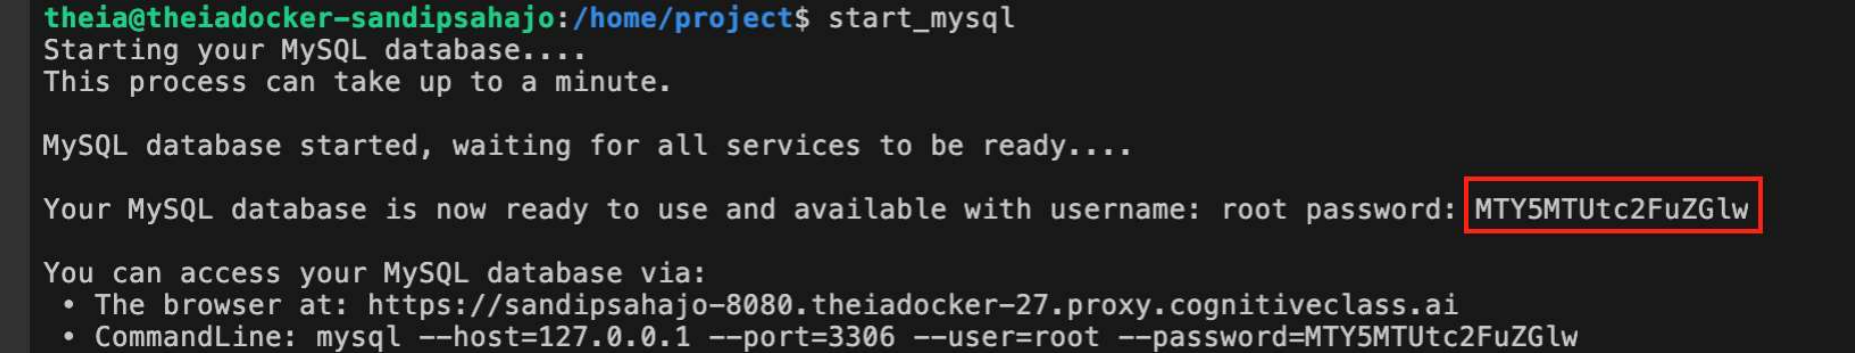 theia@theiadocker-sandipsahajo:/home/project$ start_mysql
Starting your MySQL database....
This process can take up to a minute.
MySQL database started, waiting for all services to be ready....
Your MySQL database is now ready to use and available with username: root password: MTY5MTUtc2FuZGlw
You can access your MySQL database via:
• The browser at: https://sandipsahajo-8080.theiadocker-27.proxy.cognitiveclass.ai
• CommandLine: mysql --host=127.0.0.1 --port=3306 --user=root --password=MTY5MTUtc2FuZGlw